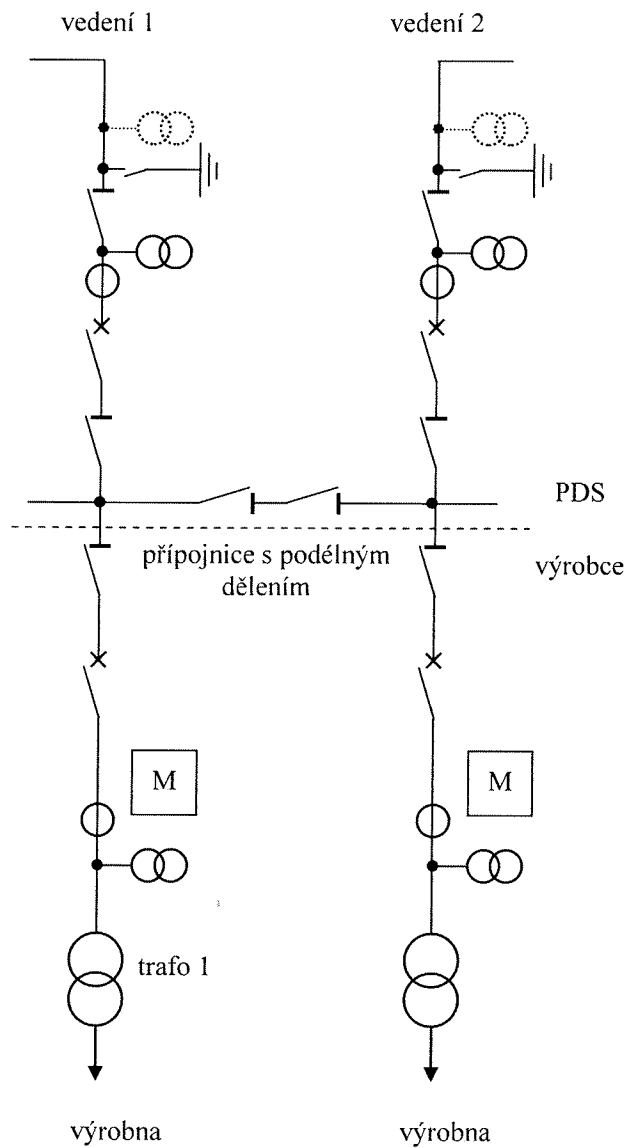 vedení 1
vedení 2
PDS
přípojnice s podélným
dělením
výrobce
M
M
trafo 1
výrobna
výrobna